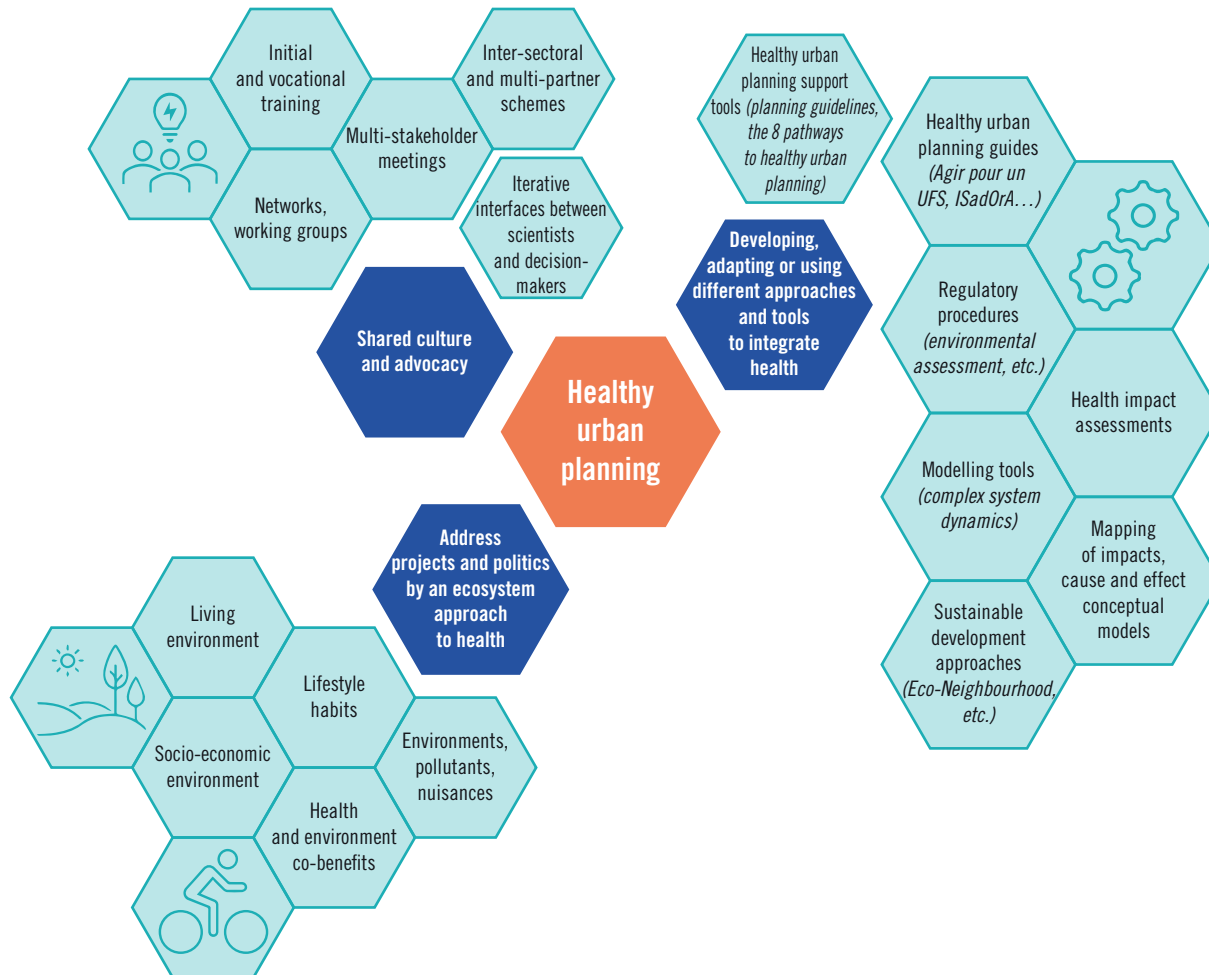 Initial
and vocational
training
Inter-sectoral
and multi-partner
schemes
Multi-stakeholder
meetings
Networks,
working groups
Iterative
interfaces between
scientists
and decision-
makers
Shared culture
and advocacy
Healthy urban
planning support
tools (planning guidelines,
the 8 pathways
to healthy urban
planning)
Developing,
adapting or using
different approaches
and tools
to integrate
health
Healthy urban
planning guides
(Agir pour un
UFS, ISadOrA...)
Regulatory
procedures
(environmental
assessment, etc.)
Health impact
assessments
Modelling tools
(complex system
dynamics)
Mapping
of impacts,
cause and effect
conceptual
models
Sustainable
development
approaches
(Eco-Neighbourhood,
etc.)
Healthy
urban
planning
Address
projects and politics
by an ecosystem
approach
to health
Living
environment
Lifestyle
habits
Socio-economic
environment
Environments,
pollutants,
nuisances
Health
and environment
co-benefits